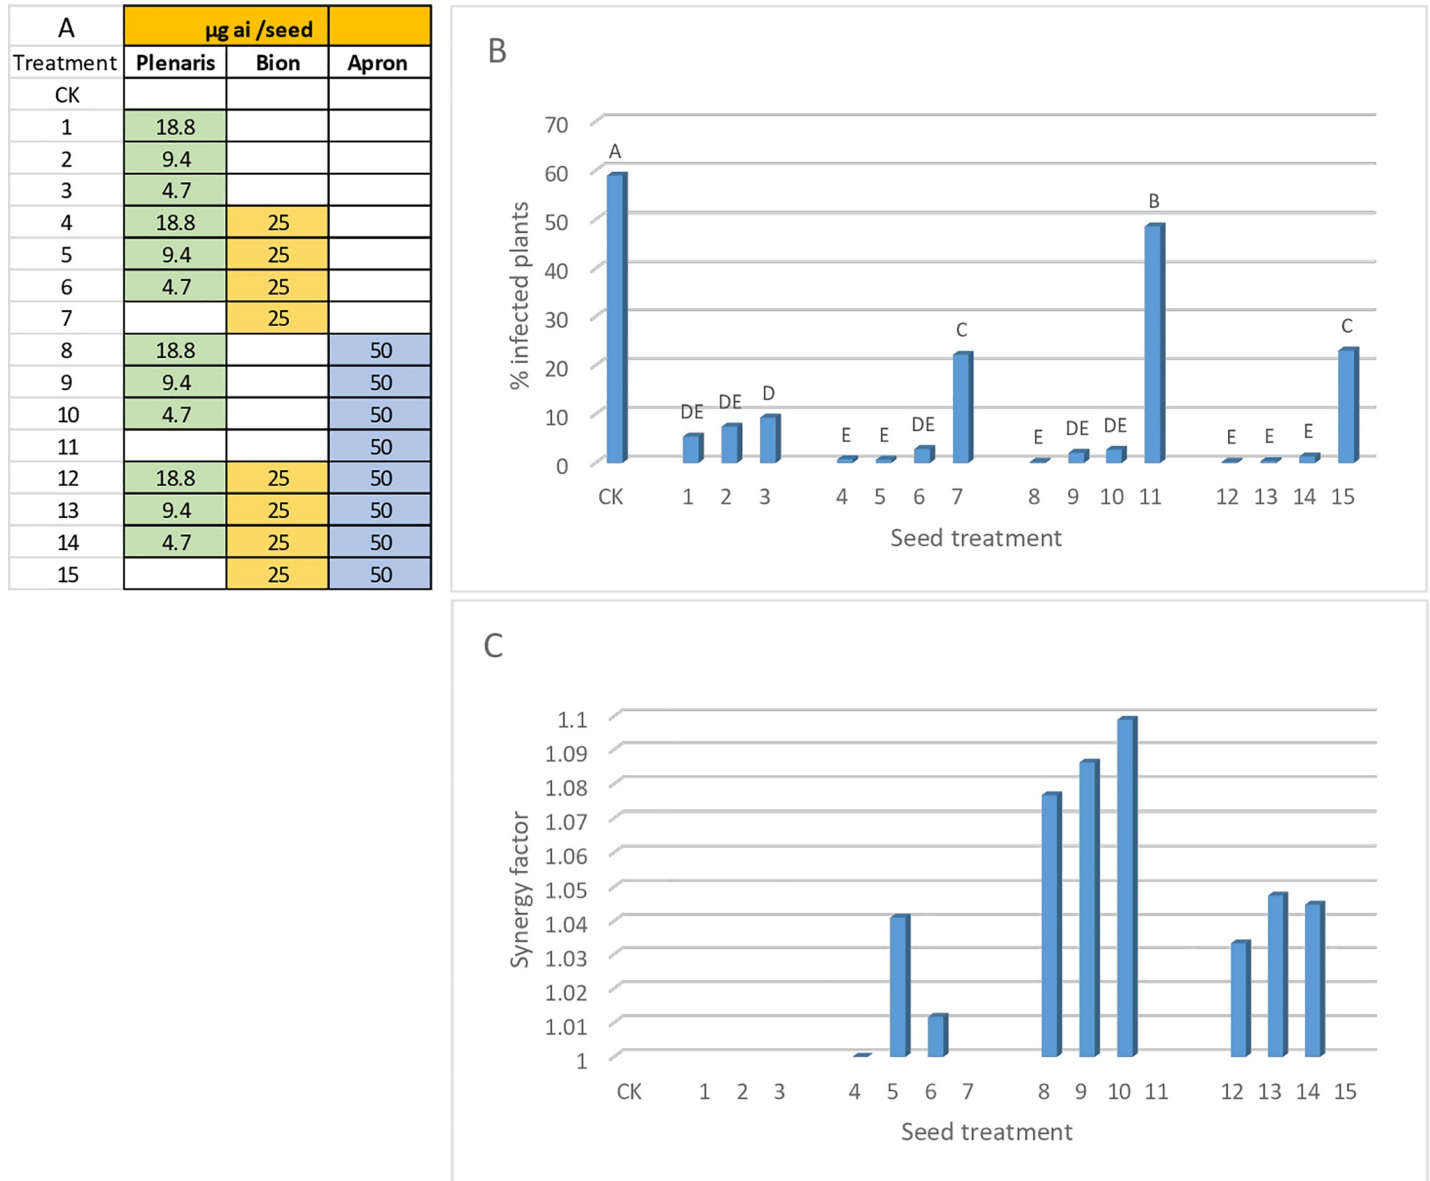 A µg ai /seed
Treatment Plenaris Bion Apron
CK
1 18.8
2 9.4
3 4.7
4 18.8 25
5 9.4 25
6 4.7 25
7 25
8 18.8 50
9 9.4 50
10 4.7 50
11 50
12 18.8 25 50
13 9.4 25 50
14 4.7 25 50
15 25 50
B
% infected plants
70
60
50
40
30
20
10
0
A
DE DE D
E E DE C
E DE DE B
E E E C
CK 1 2 3 4 5 6 7 8 9 10 11 12 13 14 15
Seed treatment
C
Synergy factor
1.1
1.09
1.08
1.07
1.06
1.05
1.04
1.03
1.02
1.01
1
CK 1 2 3 4 5 6 7 8 9 10 11 12 13 14 15
Seed treatment